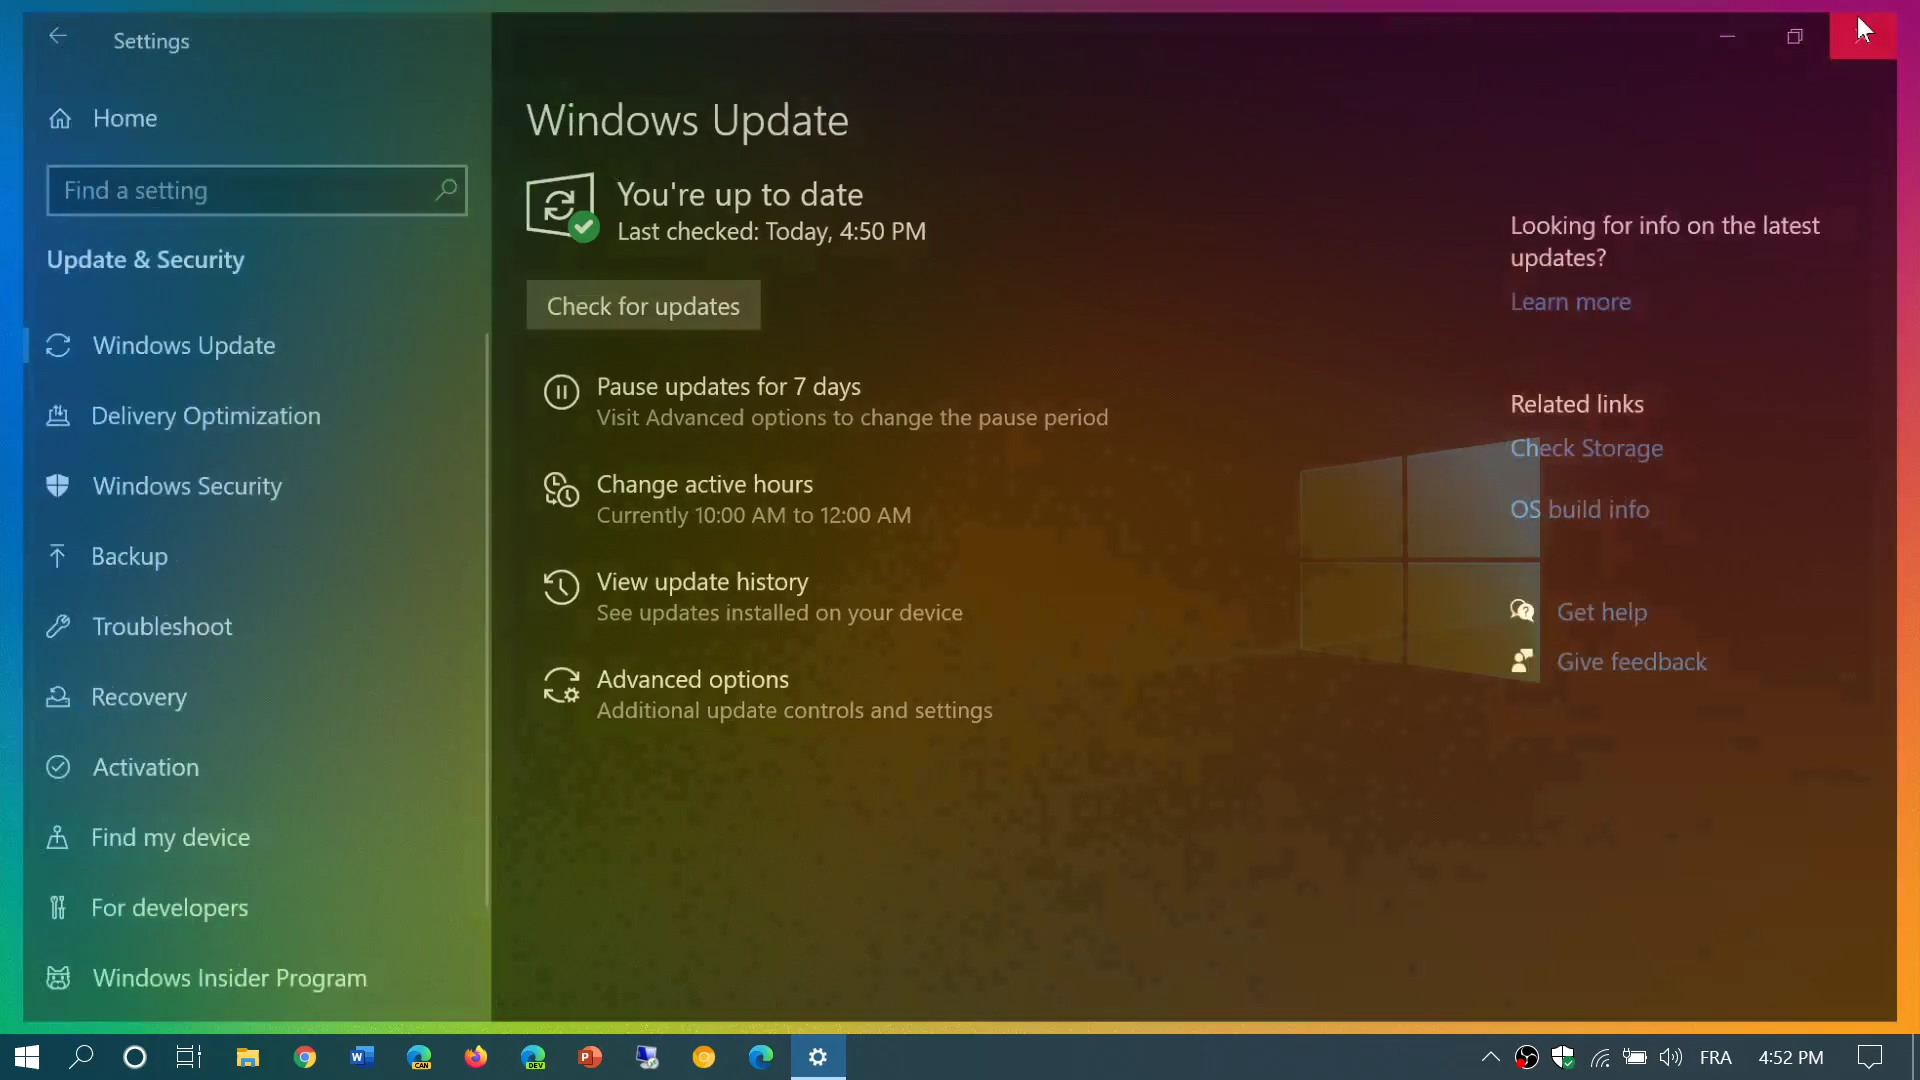 Settings
Home
Find a setting
Update & Security
Windows Update
Delivery Optimization
Windows Security
Backup
Troubleshoot
Recovery
Activation
Find my device
For developers
Windows Insider Program
Windows Update
You're up to date
Last checked: Today, 4:50 PM
Check for updates
Pause updates for 7 days
Visit Advanced options to change the pause period
Change active hours
Currently 10:00 AM to 12:00 AM
View update history
See updates installed on your device
Advanced options
Additional update controls and settings
Looking for info on the latest
updates?
Learn more
Related links
Check Storage
OS build info
Get help
Give feedback
W CAN DEV P FRA 4:52 PM